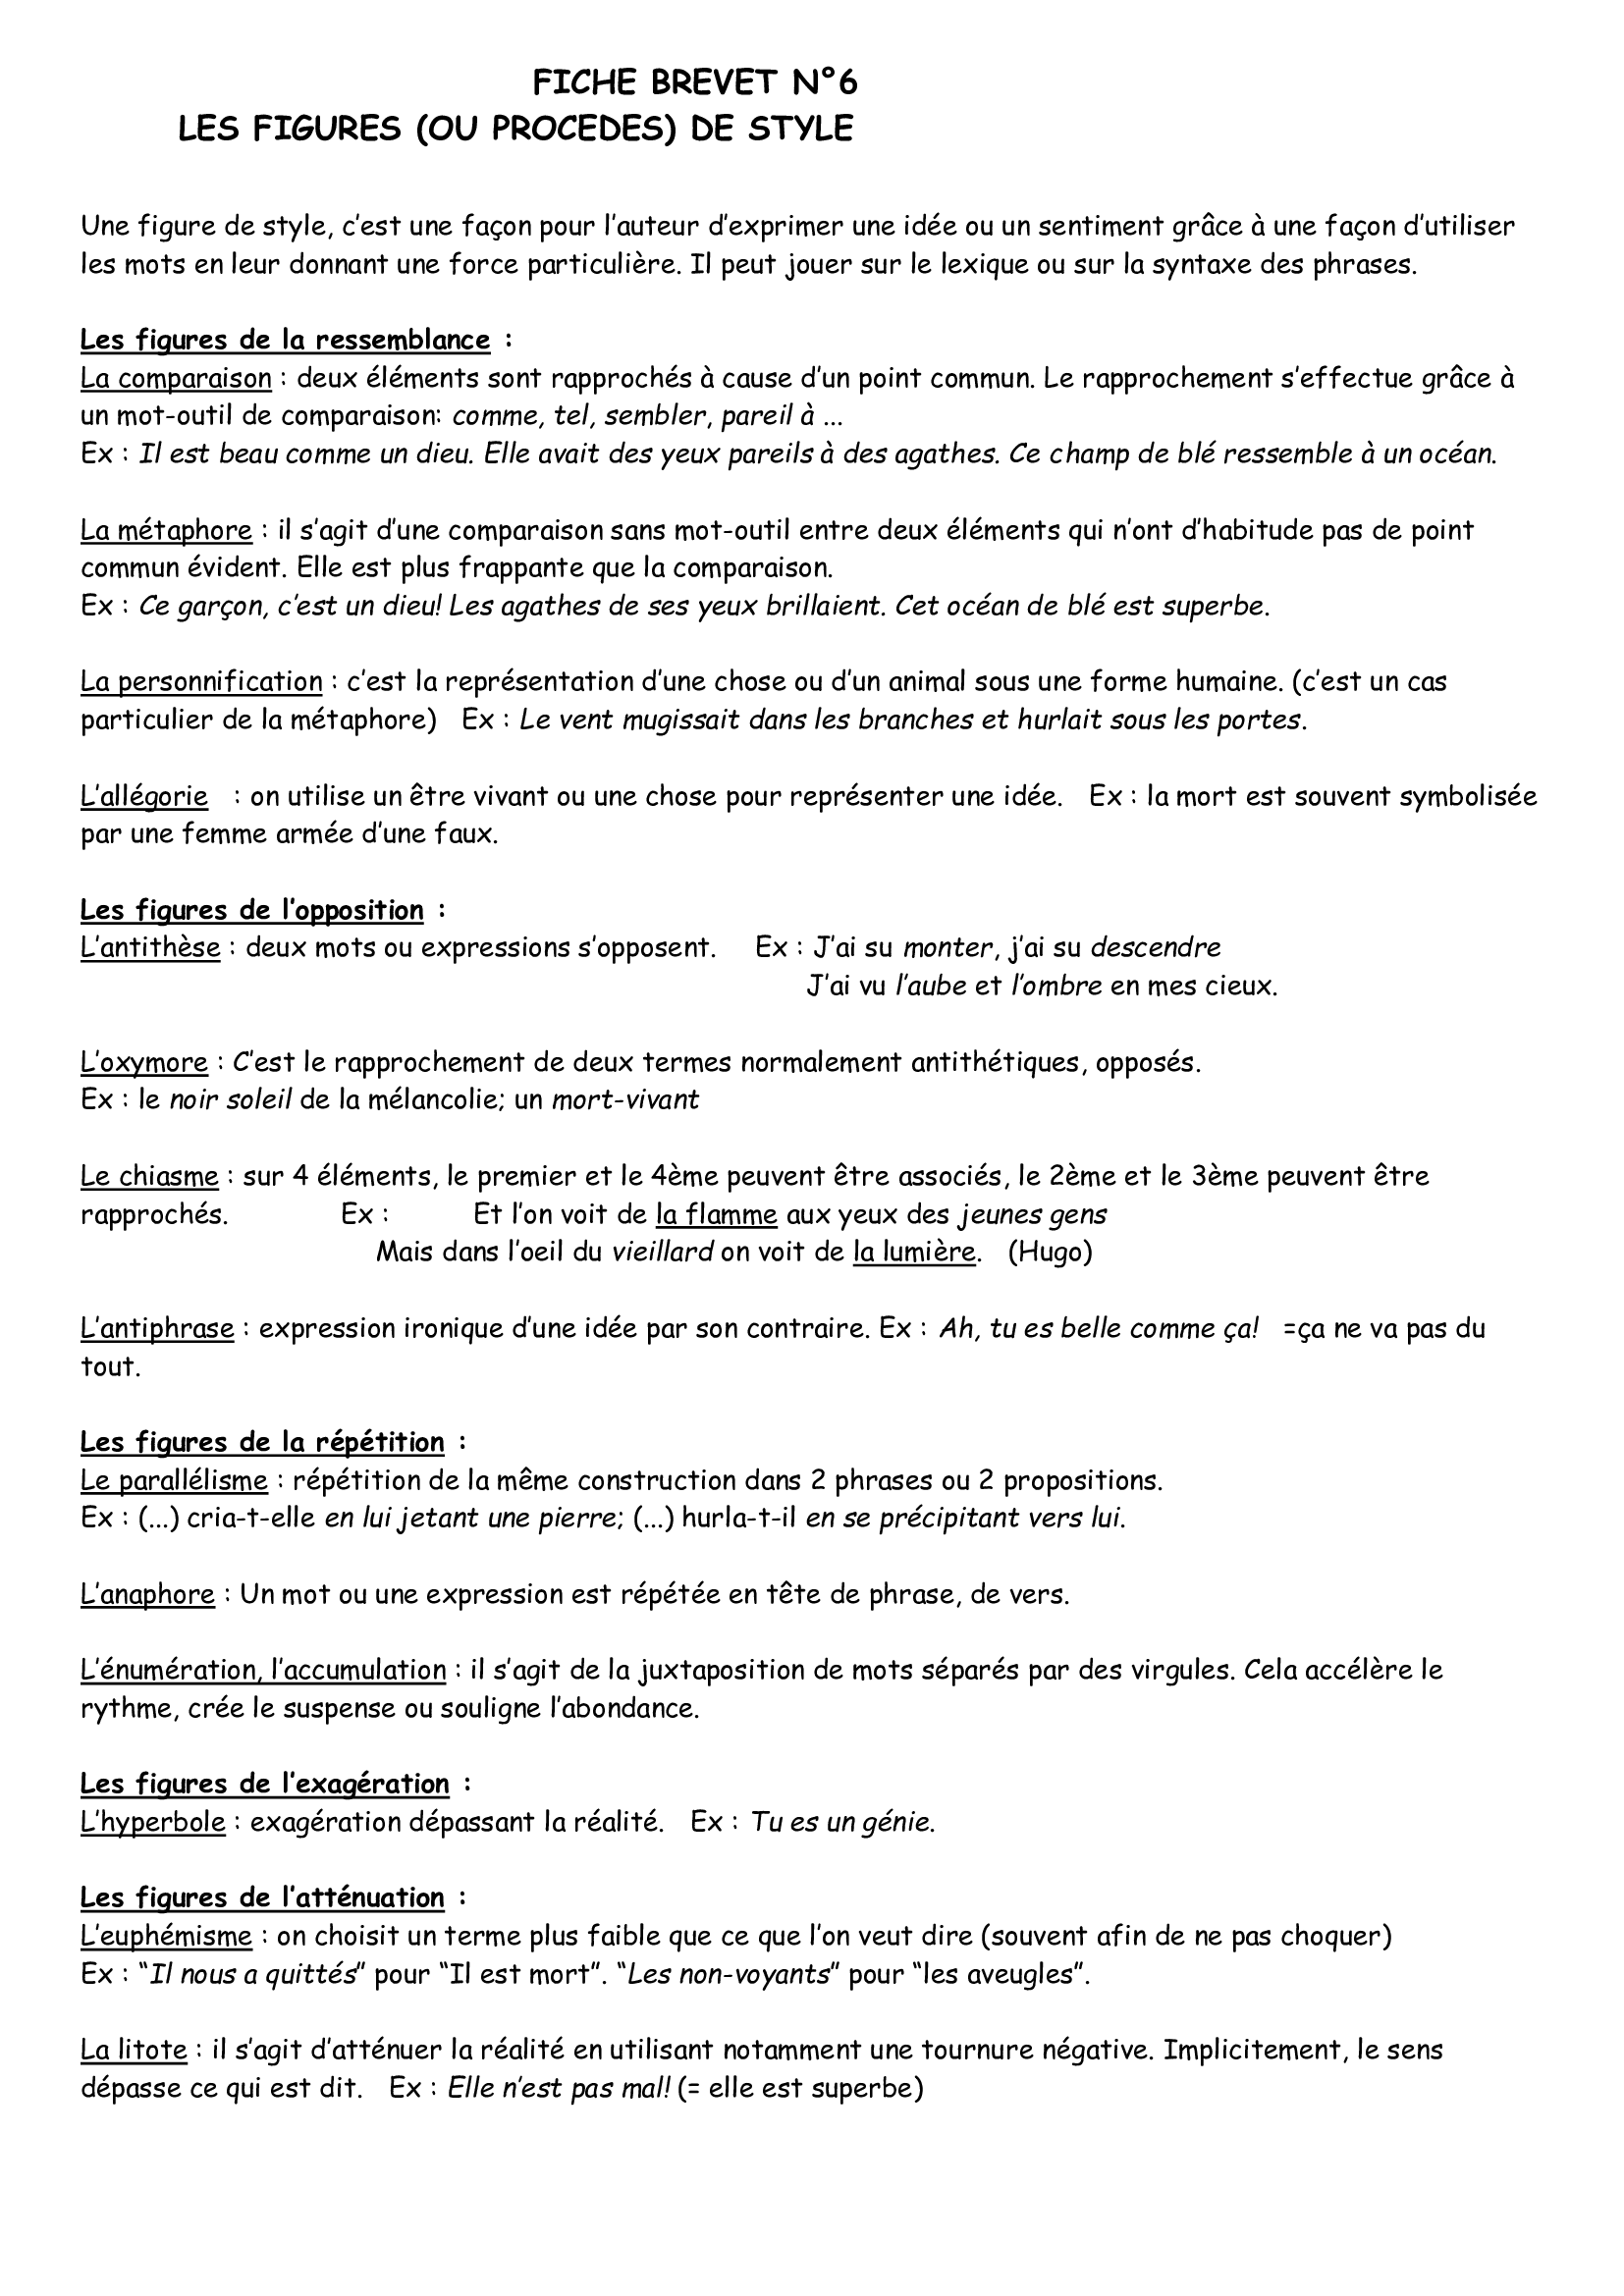 FICHE BREVET N°6
LES FIGURES (OU PROCEDES) DE STYLE
Une figure de style, c'est une façon pour l'auteur d'exprimer une idée ou un sentiment grâce à une façon d'utiliser
les mots en leur donnant une force particulière. Il peut jouer sur le lexique ou sur la syntaxe des phrases.
Les figures de la ressemblance :
La comparaison : deux éléments sont rapprochés à cause d'un point commun. Le rapprochement s'effectue grâce à
un mot-outil de comparaison: comme, tel, sembler, pareil à ...
Ex : Il est beau comme un dieu. Elle avait des yeux pareils à des agathes. Ce champ de blé ressemble à un océan.
La métaphore : il s'agit d'une comparaison sans mot-outil entre deux éléments qui n'ont d'habitude pas de point
commun évident. Elle est plus frappante que la comparaison.
Ex : Ce garçon, c'est un dieu! Les agathes de ses yeux brillaient. Cet océan de blé est superbe.
La personnification : c'est la représentation d'une chose ou d'un animal sous une forme humaine. (c'est un cas
particulier de la métaphore) Ex : Le vent mugissait dans les branches et hurlait sous les portes.
L'allégorie : on utilise un être vivant ou une chose pour représenter une idée. Ex : la mort est souvent symbolisée
par une femme armée d'une faux.
Les figures de l'opposition :
L'antithèse : deux mots ou expressions s'opposent. Ex : J'ai su monter, j'ai su descendre
J'ai vu l'aube et l'ombre en mes cieux.
L'oxymore : C'est le rapprochement de deux termes normalement antithétiques, opposés.
Ex : le noir soleil de la mélancolie; un mort-vivant
Le chiasme : sur 4 éléments, le premier et le 4ème peuvent être associés, le 2ème et le 3ème peuvent être
rapprochés. Ex : Et l'on voit de la flamme aux yeux des jeunes gens
Mais dans l'oeil du vieillard on voit de la lumière. (Hugo)
L'antiphrase : expression ironique d'une idée par son contraire. Ex : Ah, tu es belle comme ça! =ça ne va pas du
tout.
Les figures de la répétition :
Le parallélisme : répétition de la même construction dans 2 phrases ou 2 propositions.
Ex : (...) cria-t-elle en lui jetant une pierre; (...) hurla-t-il en se précipitant vers lui.
L'anaphore : Un mot ou une expression est répétée en tête de phrase, de vers.
L'énumération, l'accumulation : il s'agit de la juxtaposition de mots séparés par des virgules. Cela accélère le
rythme, crée le suspense ou souligne l'abondance.
Les figures de l'exagération :
L'hyperbole : exagération dépassant la réalité. Ex : Tu es un génie.
Les figures de l'atténuation :
L'euphémisme : on choisit un terme plus faible que ce que l'on veut dire (souvent afin de ne pas choquer)
Ex : “Il nous a quittés” pour “Il est mort”. “Les non-voyants” pour “les aveugles”.
La litote : il s'agit d'atténuer la réalité en utilisant notamment une tournure négative. Implicitement, le sens
dépasse ce qui est dit. Ex : Elle n'est pas mal! (= elle est superbe)